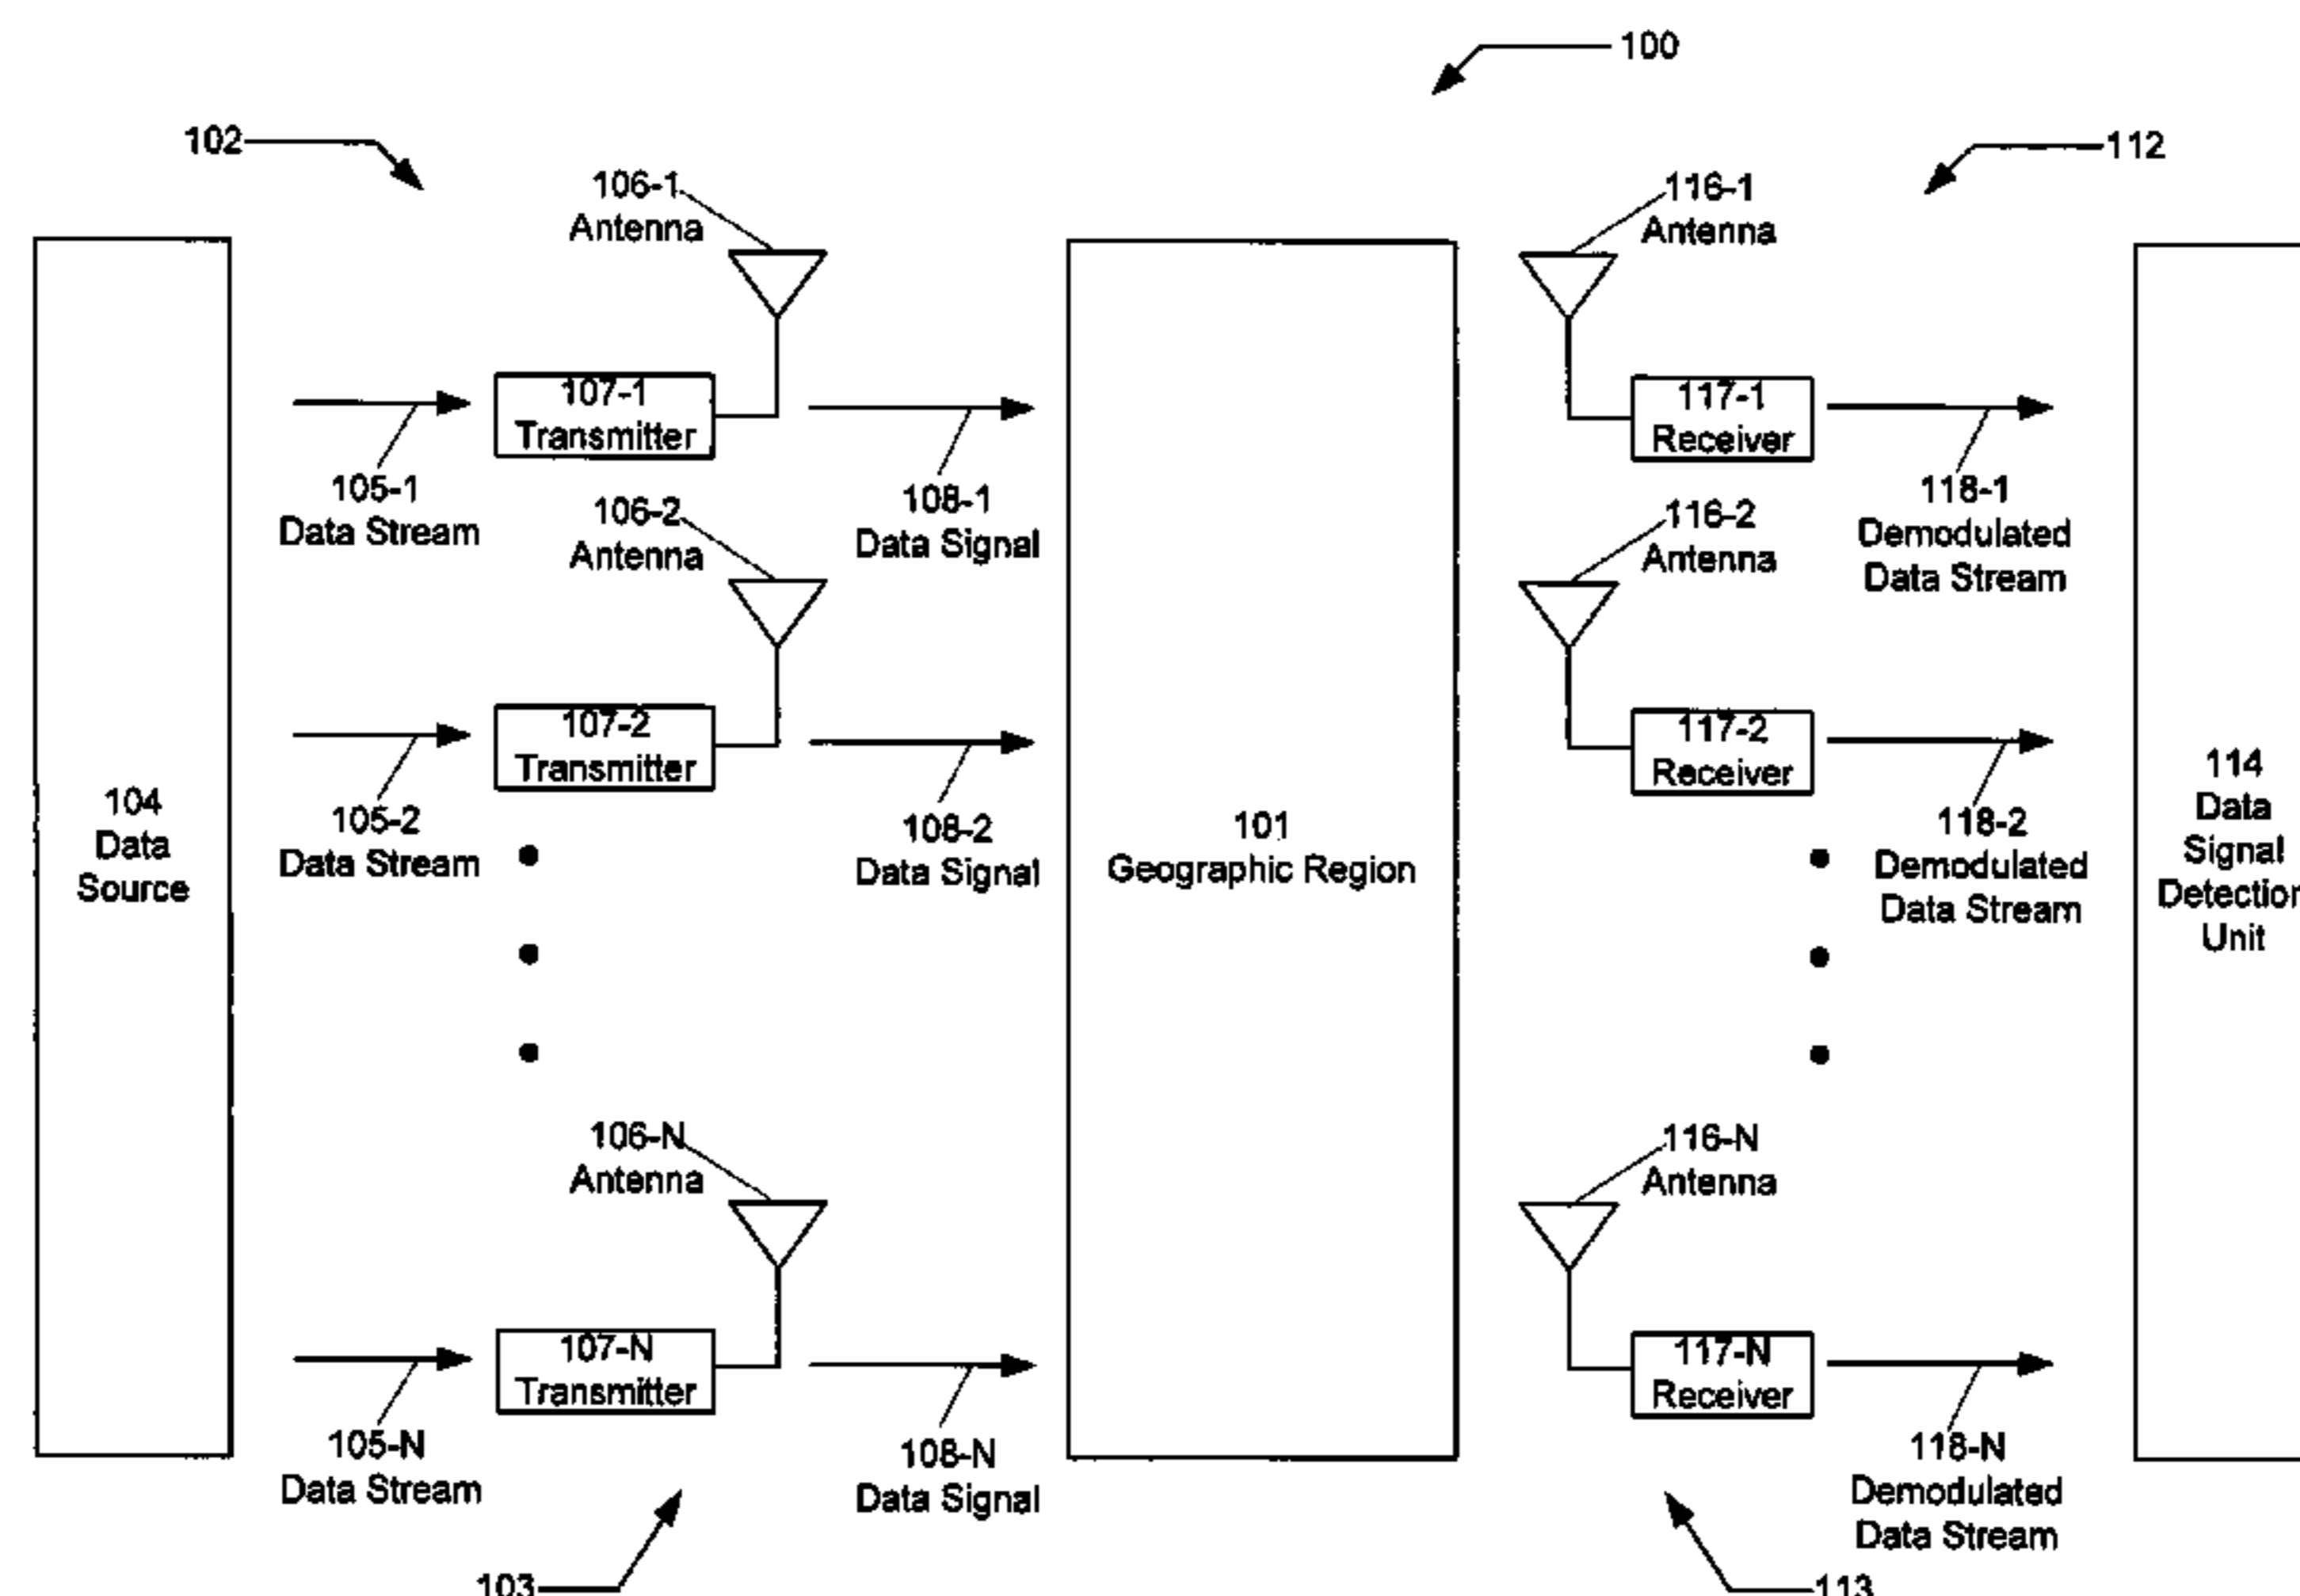 100
102
112
106-1
Antenna
116-1
Antenna
107-1
Transmitter
117-1
Receiver
105-1
Data Stream
108-1
Data Signal
118-1
Demodulated
Data Stream
106-2
Antenna
116-2
Antenna
107-2
Transmitter
117-2
Receiver
104
Data
Source
105-2
Data Stream
108-2
Data Signal
101
Geographic Region
118-2
Demodulated
Data Stream
114
Data
Signal
Detection
Unit
106-N
Antenna
116-N
Antenna
107-N
Transmitter
117-N
Receiver
105-N
Data Stream
108-N
Data Signal
118-N
Demodulated
Data Stream
103
113